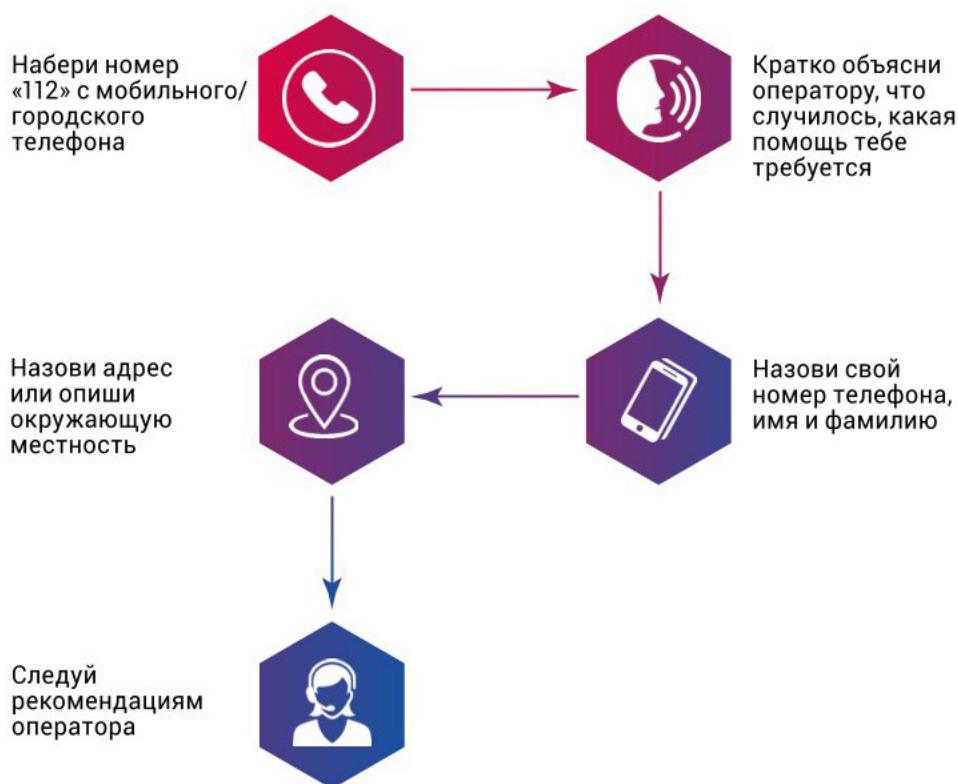 Набери номер
«112» с мобильного/
городского
телефона
Кратко объясни
оператору, что
случилось, какая
помощь тебе
требуется
Назови свой
номер телефона,
имя и фамилию
Назови адрес
или опиши
окружающую
местность
Следуй
рекомендациям
оператора